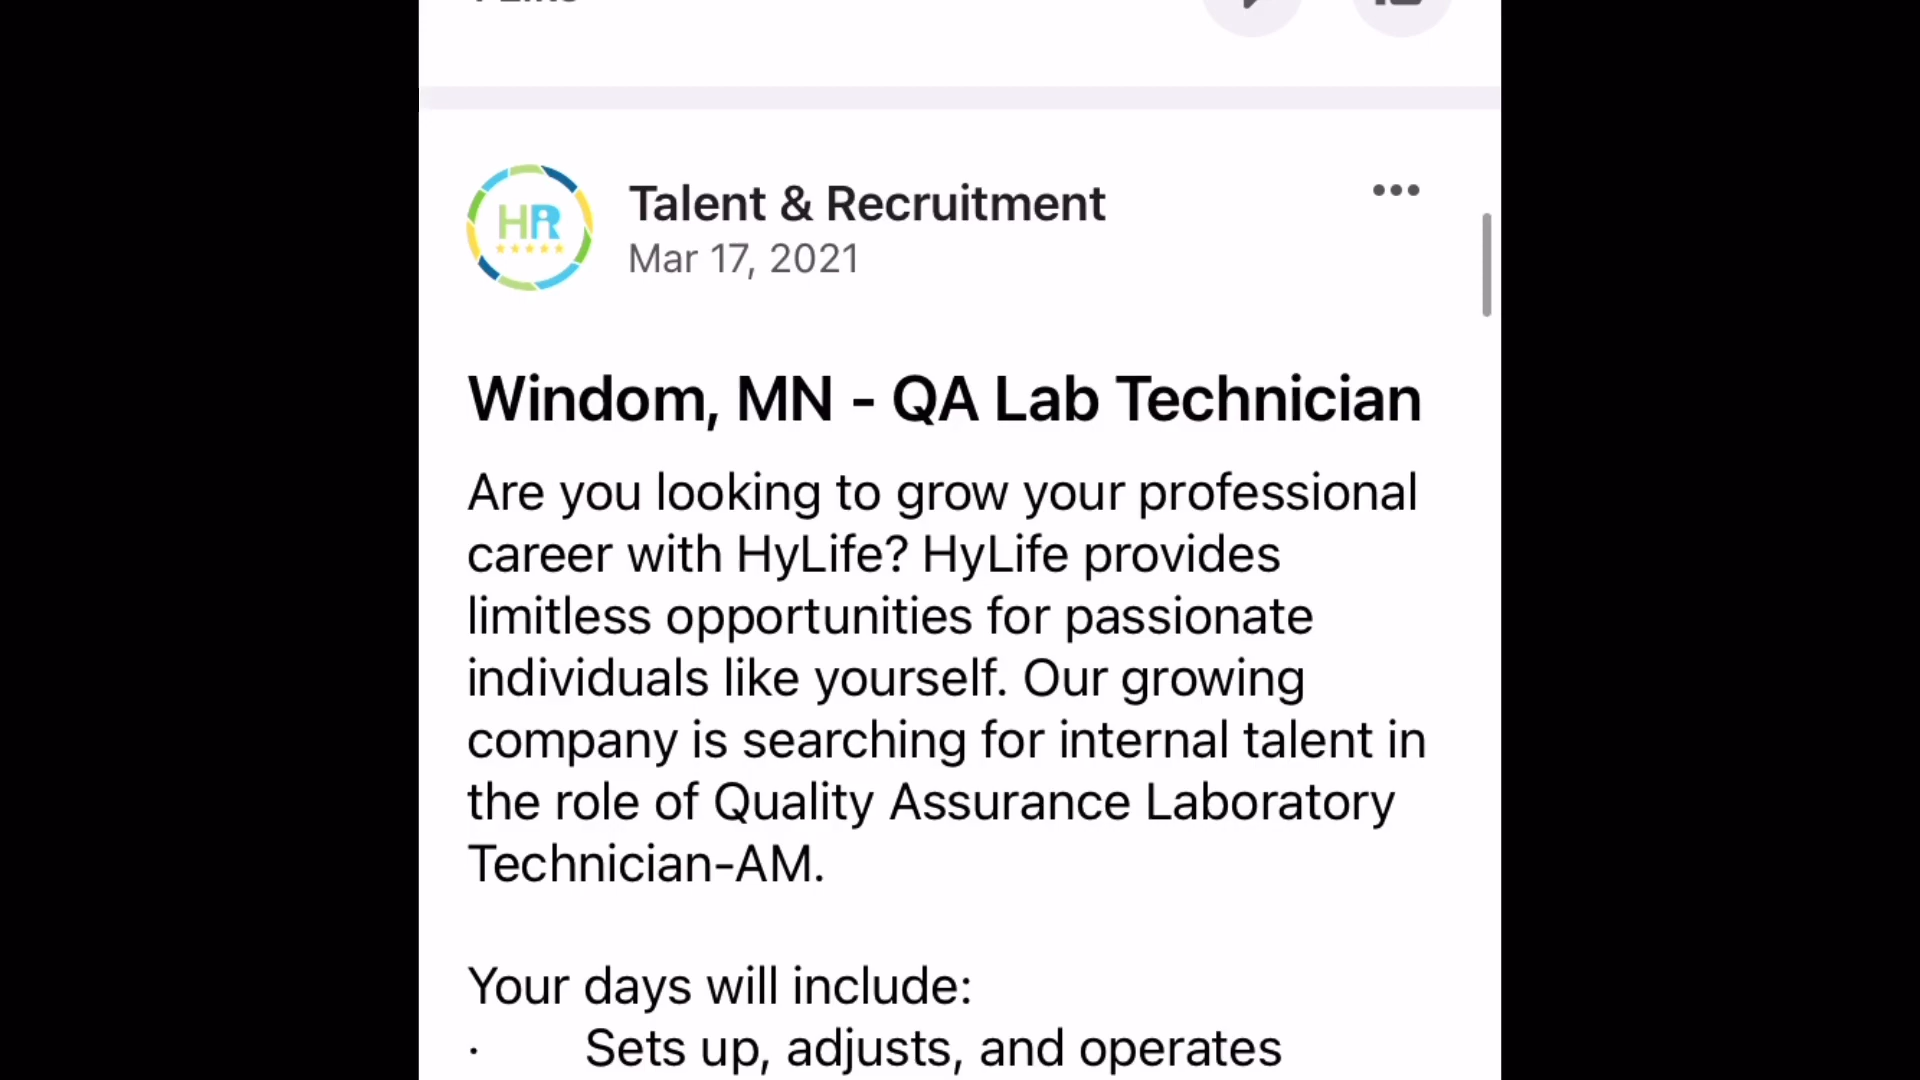 HR
Talent & Recruitment
Mar 17, 2021
Windom, MN - QA Lab Technician
Are you looking to grow your professional
career with HyLife? HyLife provides
limitless opportunities for passionate
individuals like yourself. Our growing
company is searching for internal talent in
the role of Quality Assurance Laboratory
Technician-AM.
Your days will include:
· Sets up, adjusts, and operates